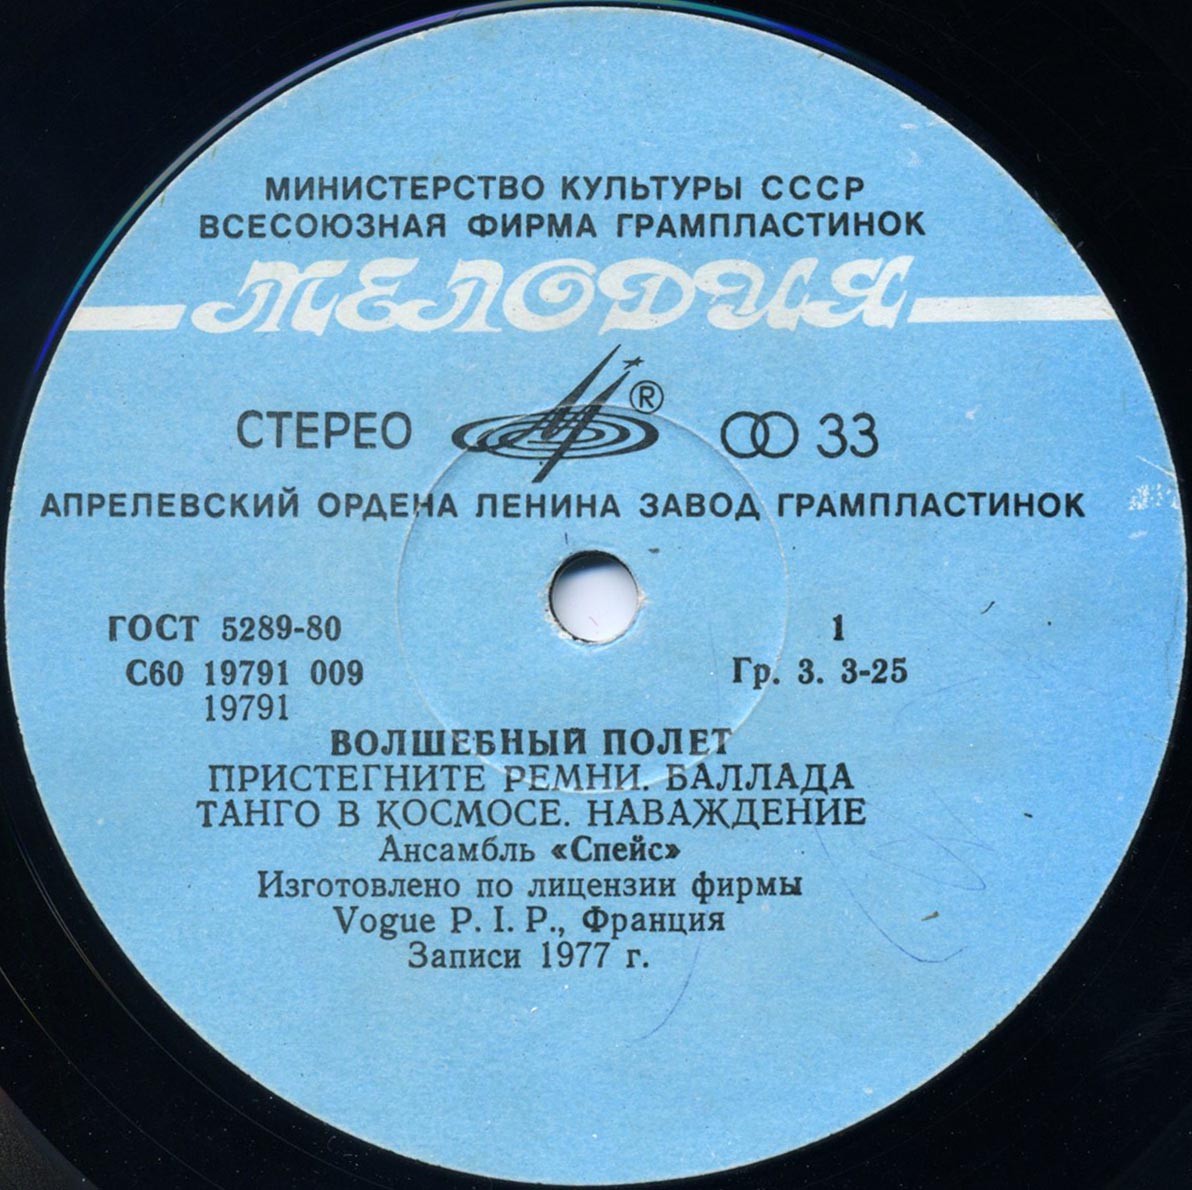 МИНИСТЕРСТВО КУЛЬТУРЫ СССР
ВСЕСОЮЗНАЯ ФИРМА ГРАМПЛАСТИНОК
МЕЛОДИЯ
СТЕРЕО ® 33
АПРЕЛЕВСКИЙ ОРДЕНА ЛЕНИНА ЗАВОД ГРАМПЛАСТИНОК
ГОСТ 5289-80 1
С60 19791 009 Гр. 3. 3-25
19791
ВОЛШЕБНЫЙ ПОЛЕТ
ПРИСТЕГНИТЕ РЕМНИ. БАЛЛАДА
ТАНГО В КОСМОСЕ. НАВАЖДЕНИЕ
Ансамбль «Спейс»
Изготовлено по лицензии фирмы
Vogue P. I. P., Франция
Записи 1977 г.